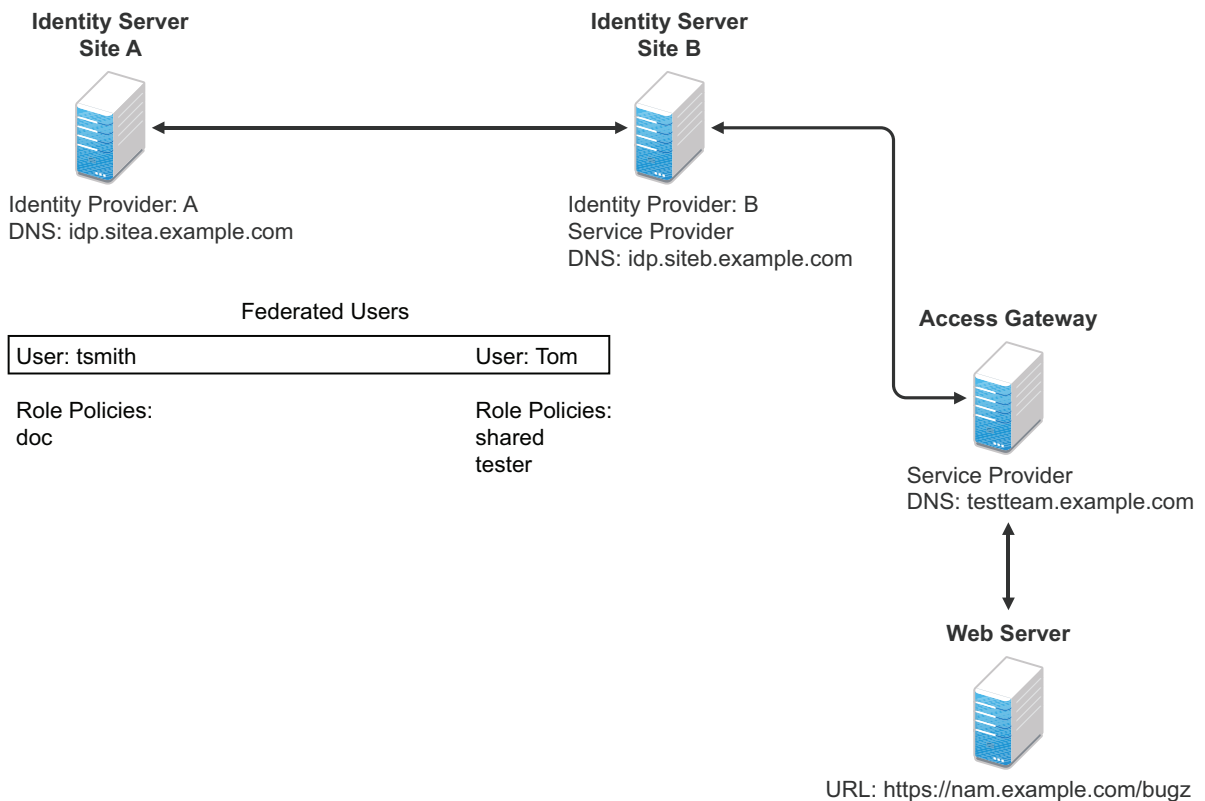 Identity Server
Site A
Identity Server
Site B
Identity Provider: A
DNS: idp.sitea.example.com
Identity Provider: B
Service Provider
DNS: idp.siteb.example.com
Federated Users
User: tsmith
User: Tom
Role Policies:
doc
Role Policies:
shared
tester
Access Gateway
Service Provider
DNS: testteam.example.com
Web Server
URL: https://nam.example.com/bugz